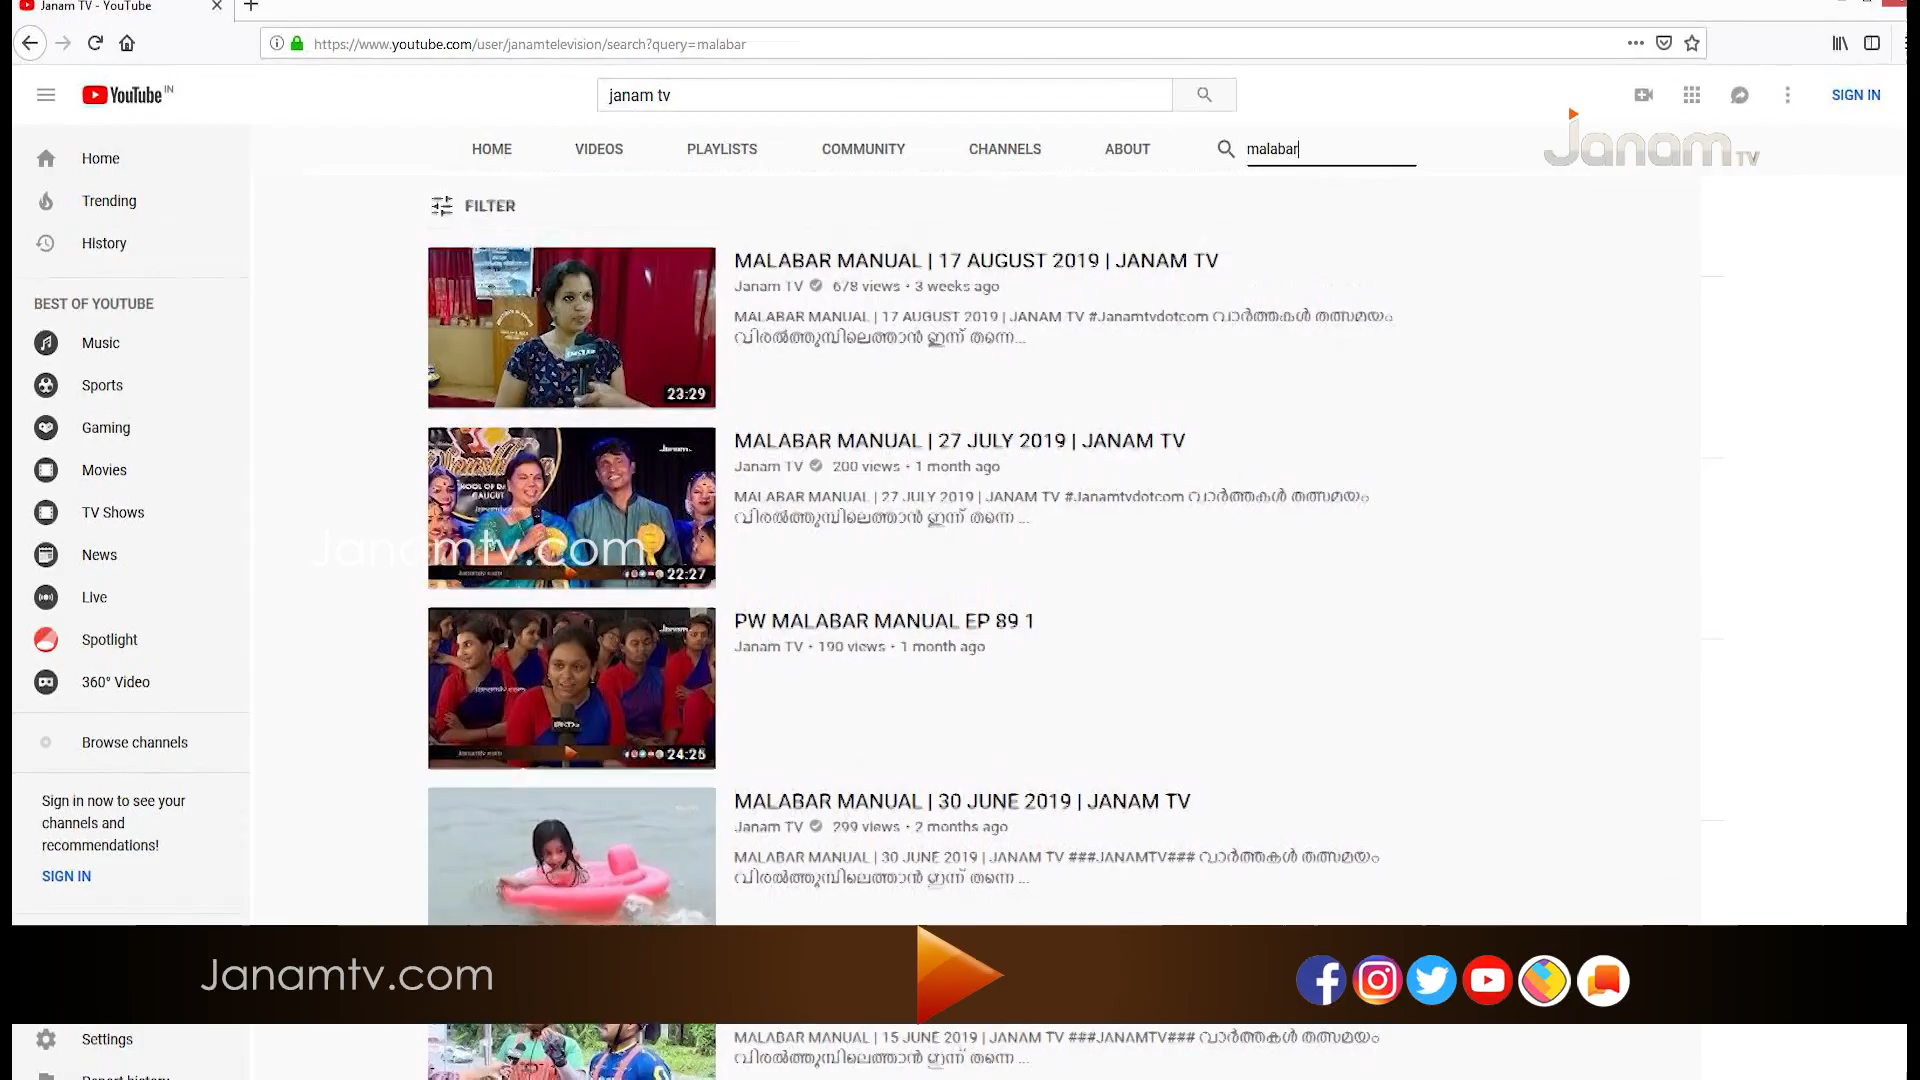 Janam TV - YouTube
https://www.youtube.com/user/janamtelevision/search?query=malabar
YouTube IN
janam tv
SIGN IN
HOME VIDEOS PLAYLISTS COMMUNITY CHANNELS ABOUT malabar
Janam TV
Home
Trending
History
BEST OF YOUTUBE
Music
Sports
Gaming
Movies
TV Shows
News
Live
Spotlight
360° Video
Browse channels
Sign in now to see your
channels and
recommendations!
SIGN IN
Settings
Report history
FILTER
23:29
MALABAR MANUAL | 17 AUGUST 2019 | JANAM TV
Janam TV 678 views • 3 weeks ago
MALABAR MANUAL | 17 AUGUST 2019 | JANAM TV #Janamtvdotcom വാർത്തകൾ തത്സമയം
വിരൽത്തുമ്പിലെത്താൻ ഇന്ന് തന്നെ...
22:27
MALABAR MANUAL | 27 JULY 2019 | JANAM TV
Janam TV 200 views • 1 month ago
MALABAR MANUAL | 27 JULY 2019 | JANAM TV #Janamtvdotcom വാർത്തകൾ തത്സമയം
വിരൽത്തുമ്പിലെത്താൻ ഇന്ന് തന്നെ ...
Janamtv.com
24:25
PW MALABAR MANUAL EP 89 1
Janam TV • 190 views • 1 month ago
MALABAR MANUAL | 30 JUNE 2019 | JANAM TV
Janam TV 299 views • 2 months ago
MALABAR MANUAL | 30 JUNE 2019 | JANAM TV ###JANAMTV### വാർത്തകൾ തത്സമയം
വിരൽത്തുമ്പിലെത്താൻ ഇന്ന് തന്നെ ...
Janamtv.com
MALABAR MANUAL | 15 JUNE 2019 | JANAM TV ###JANAMTV### വാർത്തകൾ തത്സമയം
വിരൽത്തുമ്പിലെത്താൻ ഇന്ന് തന്നെ ...